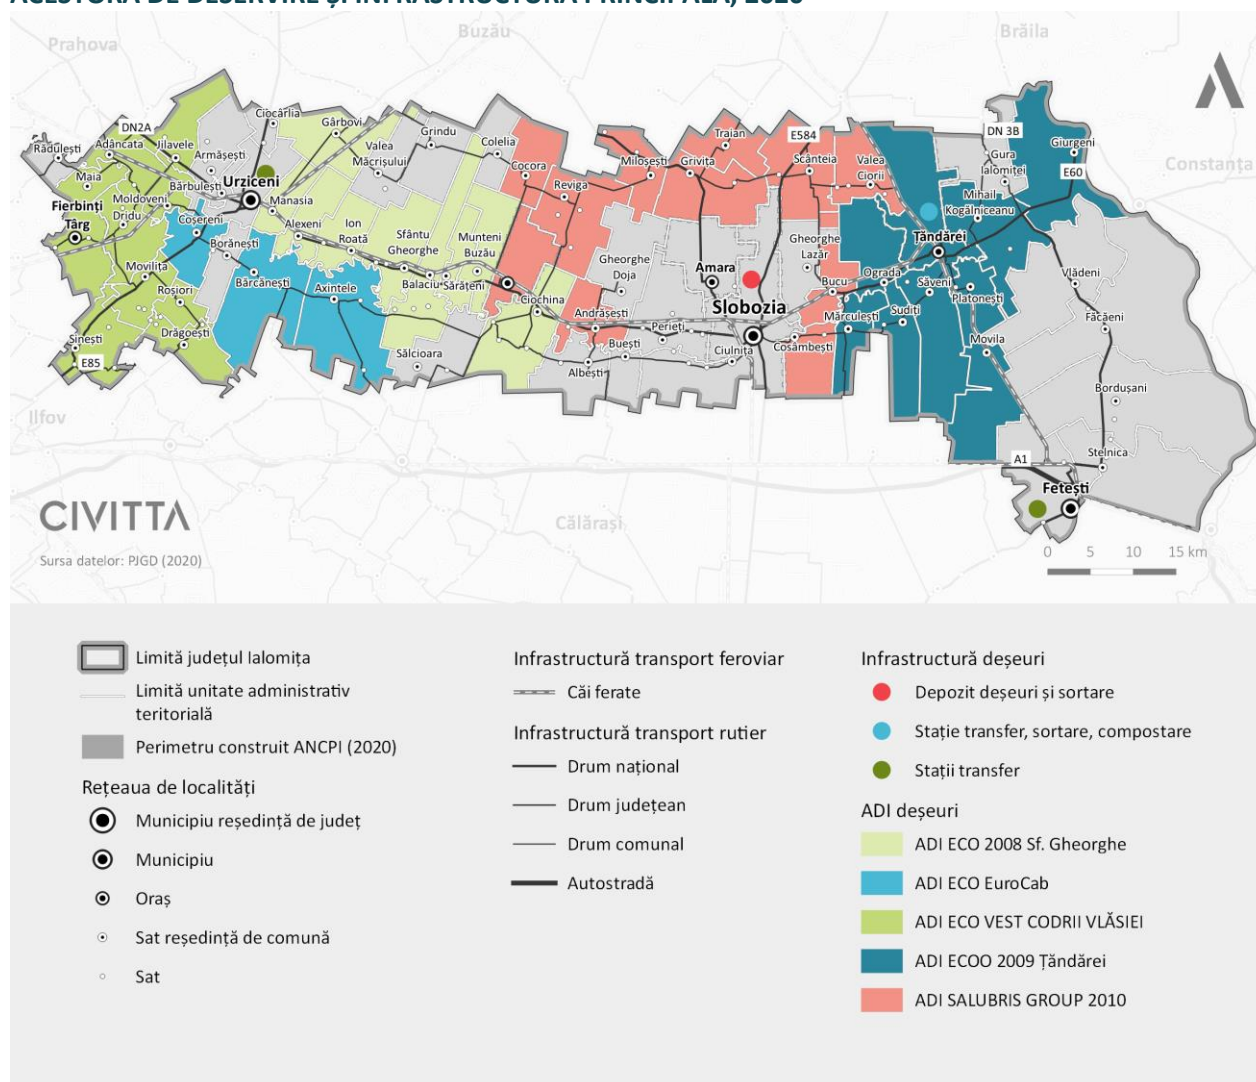 ACESTORA DE DESERVIRE ȘI INFRASTRUCTURA PRINCIPALĂ, 2020
Prahova
Buzău
Brăila
Constanța
Ilfov
Călărași
DN2A
E584
DN 3B
E60
E85
A1
Rădulești
Adâncata
Jilavele
Armășești
Ciocârlia
Gârbovi
Valea
Măcrișului
Grindu
Colelia
Cocora
Reviga
Miloșești
Grivița
Traian
Scânteia
Valea
Ciorii
Gura
Ialomiței
Giurgeni
Mihail
Kogălniceanu
Maia
Bărbulești
Urziceni
Manasia
Fierbinți
Târg
Moldoveni
Dridu
Coșereni
Alexeni
Ion
Roată
Sfântu
Gheorghe
Munteni
Buzău
Borănești
Movilița
Bărcănești
Axintele
Balaciu
Sărățeni
Roșiori
Ciochina
Gheorghe
Doja
Amara
Gheorghe
Lazăr
Țăndărei
Vlădeni
Ograda
Bucu
Săveni
Platonești
Slobozia
Andrășești
Perieți
Mărculești
Sudiți
Făcăeni
Drăgoești
Sinești
Sălcioara
Buești
Albești
Ciulnița
Cosâmbești
Movila
Bordușani
Stelnica
Fetești
CIVITTA
Sursa datelor: PJGD (2020)
0 5 10 15 km
Limită județul Ialomița
Limită unitate administrativ
teritorială
Perimetru construit ANCPI (2020)
Rețeaua de localități
Municipiu reședință de județ
Municipiu
Oraș
Sat reședință de comună
Sat
Infrastructură transport feroviar
Căi ferate
Infrastructură transport rutier
Drum național
Drum județean
Drum comunal
Autostradă
Infrastructură deșeuri
Depozit deșeuri și sortare
Stație transfer, sortare, compostare
Stații transfer
ADI deșeuri
ADI ECO 2008 Sf. Gheorghe
ADI ECO EuroCab
ADI ECO VEST CODRII VLĂSIEI
ADI ECOO 2009 Țăndărei
ADI SALUBRIS GROUP 2010